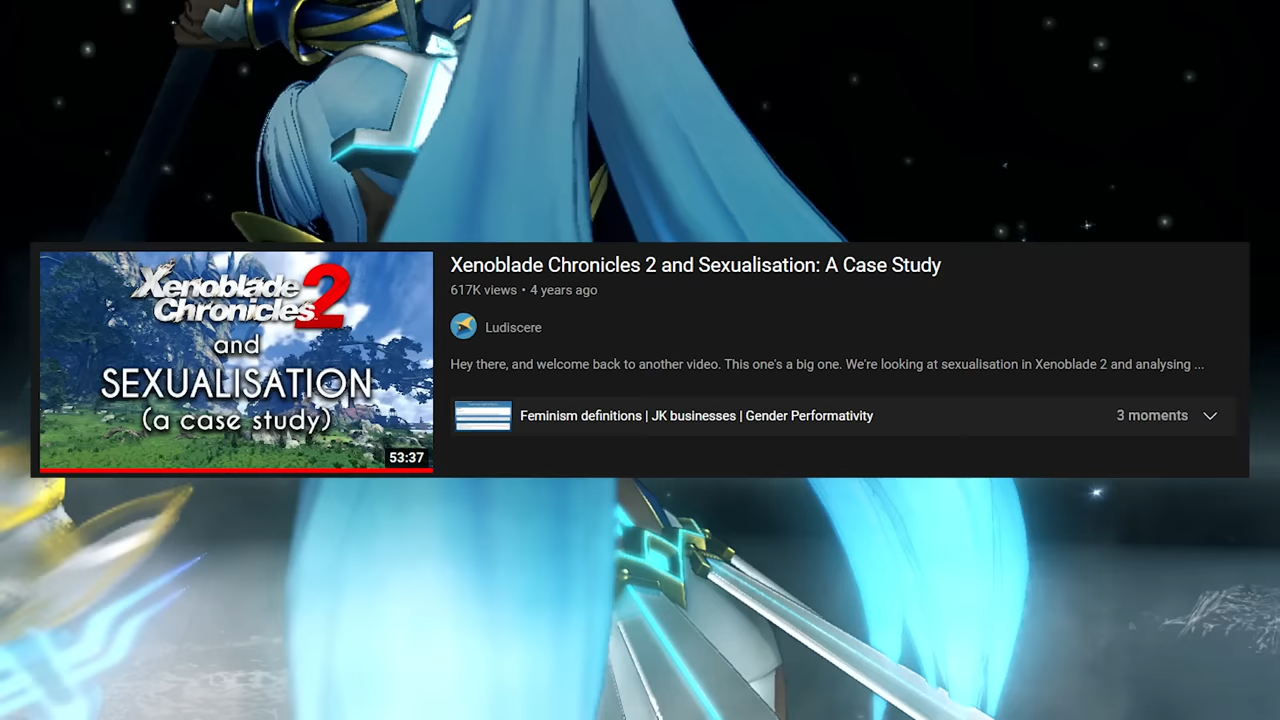 Xenoblade
Chronicles 2
and
SEXUALISATION
(a case study)
53:37
Xenoblade Chronicles 2 and Sexualisation: A Case Study
617K views • 4 years ago
Ludiscere
Hey there, and welcome back to another video. This one's a big one. We're looking at sexualisation in Xenoblade 2 and analysing ...
Feminism definitions | JK businesses | Gender Performativity
3 moments